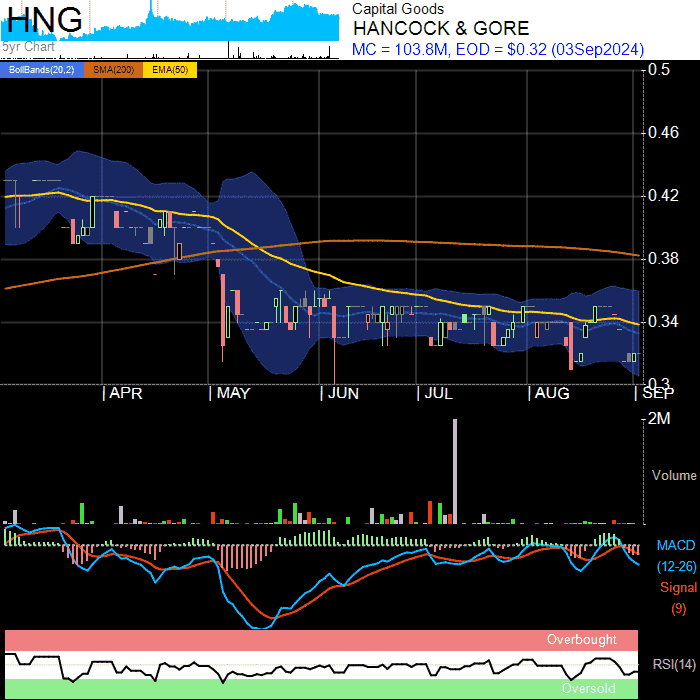 HNG
5yr Chart
Capital Goods
HANCOCK & GORE
MC = 103.8M, EOD = $0.32 (03Sep2024)
BollBands(20,2) SMA(200) EMA(50)
0.5
0.46
0.42
0.38
0.34
0.3
APR MAY JUN JUL AUG SEP
2M
Volume
MACD
(12-26)
Signal
(9)
Overbought
RSI(14)
Oversold